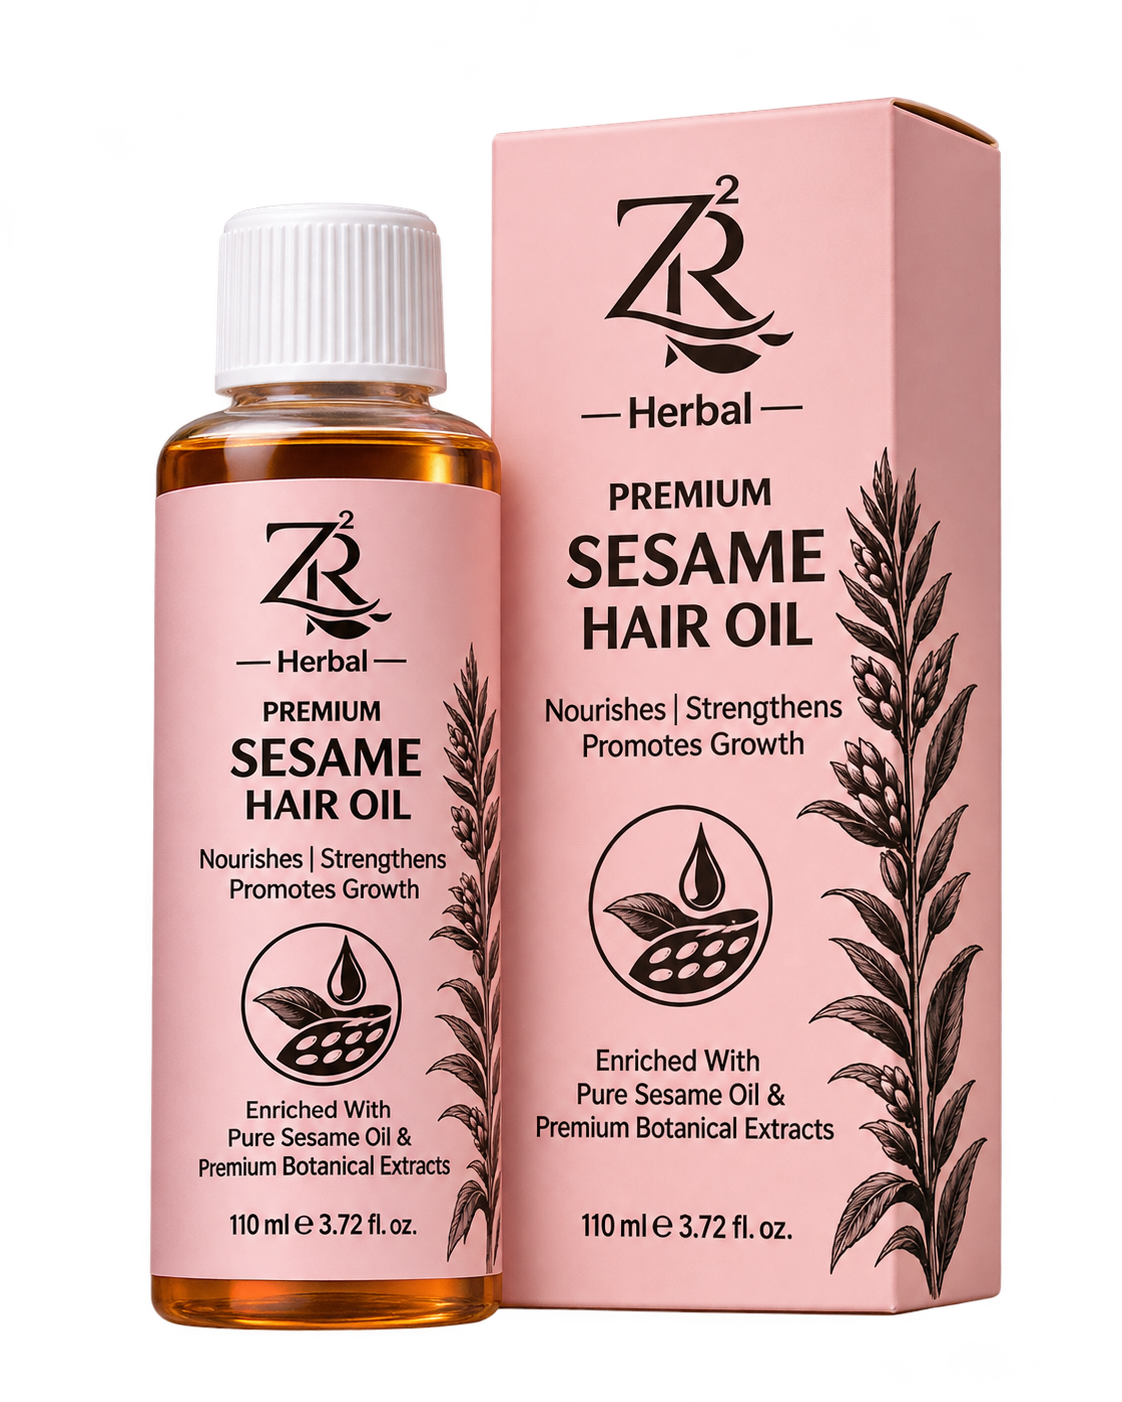 ZR²
Herbal
PREMIUM
SESAME
HAIR OIL
Nourishes | Strengthens
Promotes Growth
Enriched With
Pure Sesame Oil &
Premium Botanical Extracts
110 ml ℮ 3.72 fl. oz.
ZR²
Herbal
PREMIUM
SESAME
HAIR OIL
Nourishes | Strengthens
Promotes Growth
Enriched With
Pure Sesame Oil &
Premium Botanical Extracts
110 ml ℮ 3.72 fl. oz.